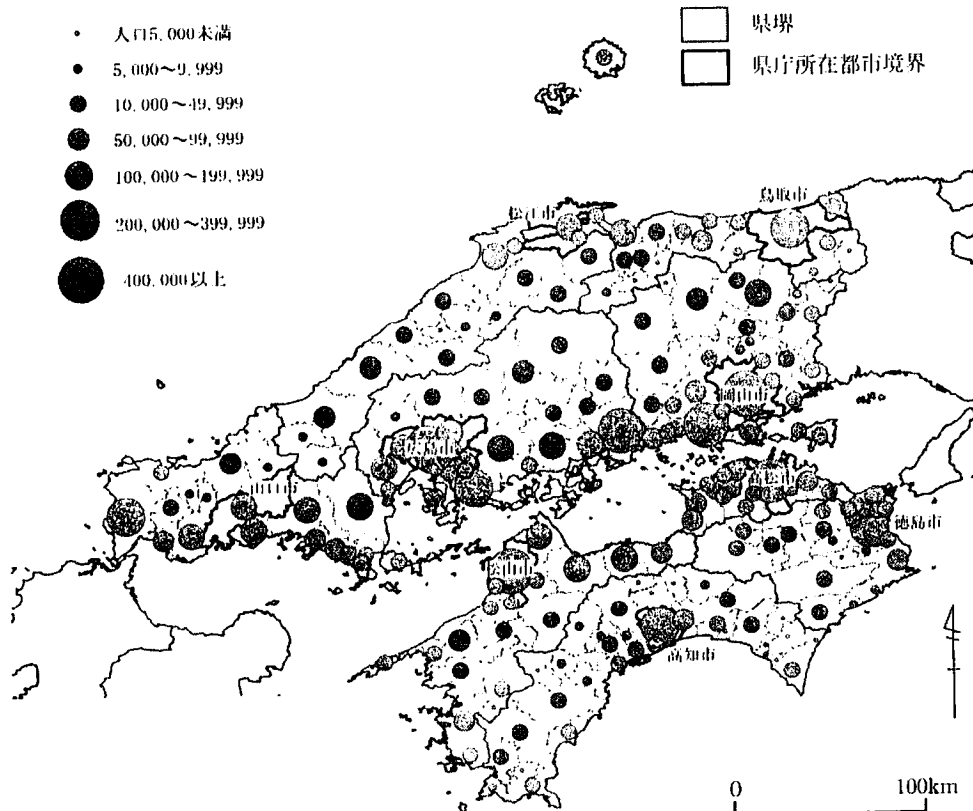 人口5,000未満
5,000～9,999
10,000～49,999
50,000～99,999
100,000～199,999
200,000～399,999
400,000以上
県堺
県庁所在都市境界
鳥取市
松江市
岡山市
広島市
山口市
高松市
徳島市
松山市
高知市
0 100km